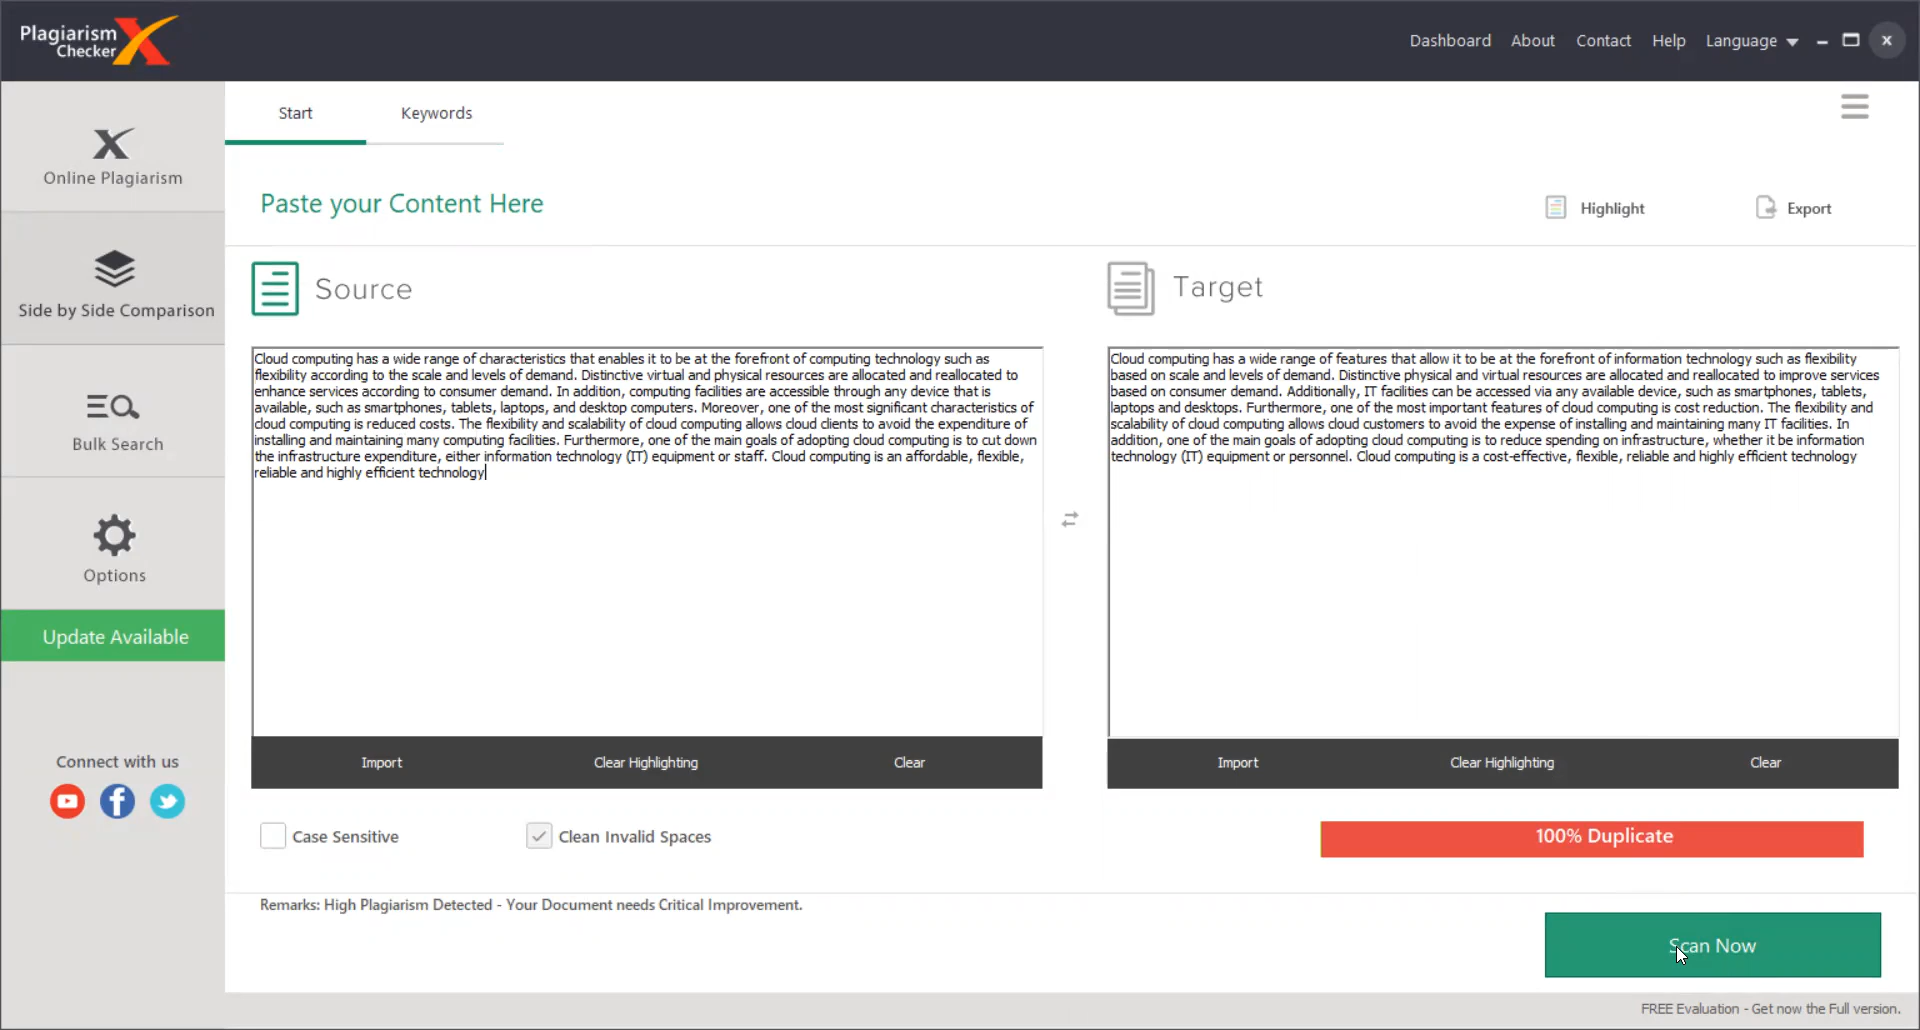 Plagiarism
Checker
Dashboard About Contact Help Language
Start Keywords
Online Plagiarism
Side by Side Comparison
Bulk Search
Options
Update Available
Connect with us
Paste your Content Here
Highlight Export
Source
Cloud computing has a wide range of characteristics that enables it to be at the forefront of computing technology such as
flexibility according to the scale and levels of demand. Distinctive virtual and physical resources are allocated and reallocated to
enhance services according to consumer demand. In addition, computing facilities are accessible through any device that is
available, such as smartphones, tablets, laptops, and desktop computers. Moreover, one of the most significant characteristics of
cloud computing is reduced costs. The flexibility and scalability of cloud computing allows cloud clients to avoid the expenditure of
installing and maintaining many computing facilities. Furthermore, one of the main goals of adopting cloud computing is to cut down
the infrastructure expenditure, either information technology (IT) equipment or staff. Cloud computing is an affordable, flexible,
reliable and highly efficient technology
Import Clear Highlighting Clear
Target
Cloud computing has a wide range of features that allow it to be at the forefront of information technology such as flexibility
based on scale and levels of demand. Distinctive physical and virtual resources are allocated and reallocated to improve services
based on consumer demand. Additionally, IT facilities can be accessed via any available device, such as smartphones, tablets,
laptops and desktops. Furthermore, one of the most important features of cloud computing is cost reduction. The flexibility and
scalability of cloud computing allows cloud customers to avoid the expense of installing and maintaining many IT facilities. In
addition, one of the main goals of adopting cloud computing is to reduce spending on infrastructure, whether it be information
technology (IT) equipment or personnel. Cloud computing is a cost-effective, flexible, reliable and highly efficient technology
Import Clear Highlighting Clear
Case Sensitive Clean Invalid Spaces
100% Duplicate
Remarks: High Plagiarism Detected - Your Document needs Critical Improvement.
Scan Now
FREE Evaluation - Get now the Full version.